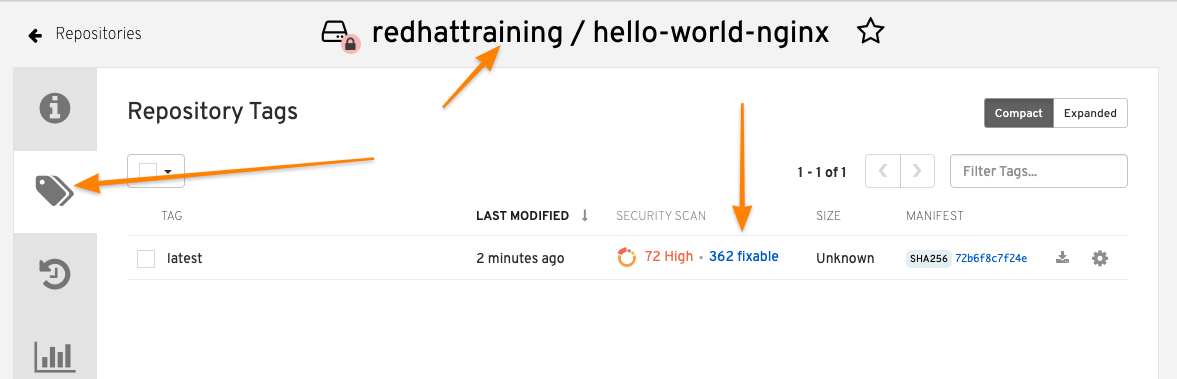 Repositories
redhattraining / hello-world-nginx
Repository Tags
Compact Expanded
1 - 1 of 1
Filter Tags...
TAG LAST MODIFIED ↓ SECURITY SCAN SIZE MANIFEST
latest 2 minutes ago 72 High • 362 fixable Unknown SHA256 72b6f8c7f24e